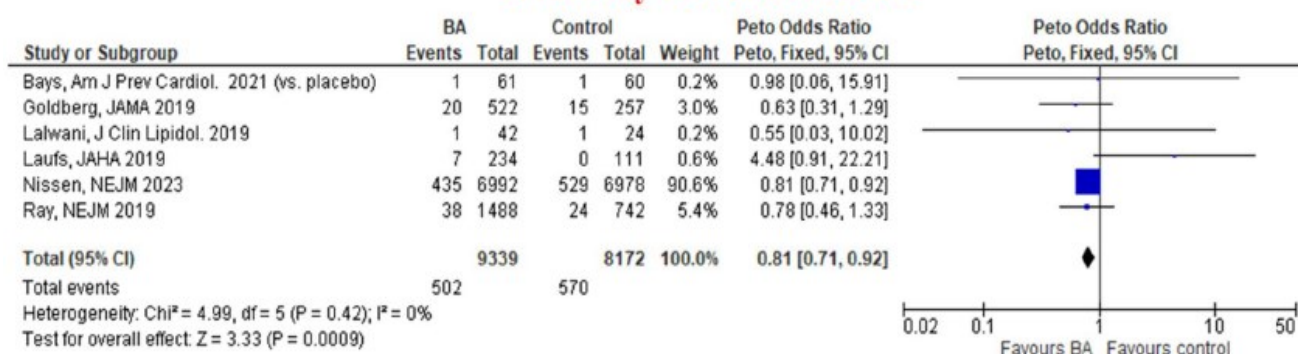 BA Control Peto Odds Ratio Peto Odds Ratio
Study or Subgroup Events Total Events Total Weight Peto, Fixed, 95% CI Peto, Fixed, 95% CI
Bays, Am J Prev Cardiol. 2021 (vs. placebo) 1 61 1 60 0.2% 0.98 [0.06, 15.91]
Goldberg, JAMA 2019 20 522 15 257 3.0% 0.63 [0.31, 1.29]
Lalwani, J Clin Lipidol. 2019 1 42 1 24 0.2% 0.55 [0.03, 10.02]
Laufs, JAHA 2019 7 234 0 111 0.6% 4.48 [0.91, 22.21]
Nissen, NEJM 2023 435 6992 529 6978 90.6% 0.81 [0.71, 0.92]
Ray, NEJM 2019 38 1488 24 742 5.4% 0.78 [0.46, 1.33]
Total (95% CI) 9339 8172 100.0% 0.81 [0.71, 0.92]
Total events 502 570
Heterogeneity: Chi² = 4.99, df = 5 (P = 0.42); I² = 0%
Test for overall effect: Z = 3.33 (P = 0.0009)
0.02 0.1 1 10 50
Favours BA Favours control